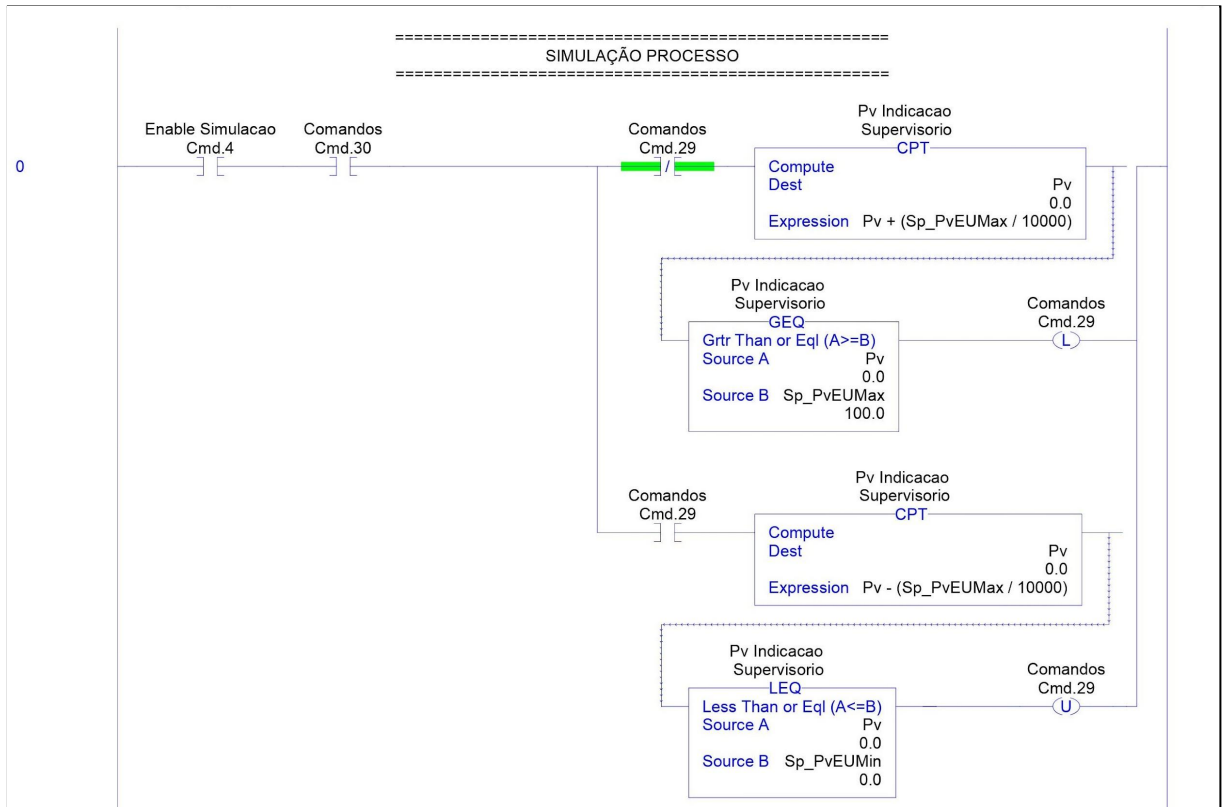 ==================================================
SIMULAÇÃO PROCESSO
==================================================
Enable Simulacao
Cmd.4
Comandos
Cmd.30
0
Comandos
Cmd.29
/
Pv Indicacao
Supervisorio
CPT
Compute
Dest Pv
0.0
Expression Pv + (Sp_PvEUMax / 10000)
Pv Indicacao
Supervisorio
GEQ
Grtr Than or Eql (A>=B)
Source A Pv
0.0
Source B Sp_PvEUMax
100.0
Comandos
Cmd.29
L
Comandos
Cmd.29
Pv Indicacao
Supervisorio
CPT
Compute
Dest Pv
0.0
Expression Pv - (Sp_PvEUMax / 10000)
Pv Indicacao
Supervisorio
LEQ
Less Than or Eql (A<=B)
Source A Pv
0.0
Source B Sp_PvEUMin
0.0
Comandos
Cmd.29
U